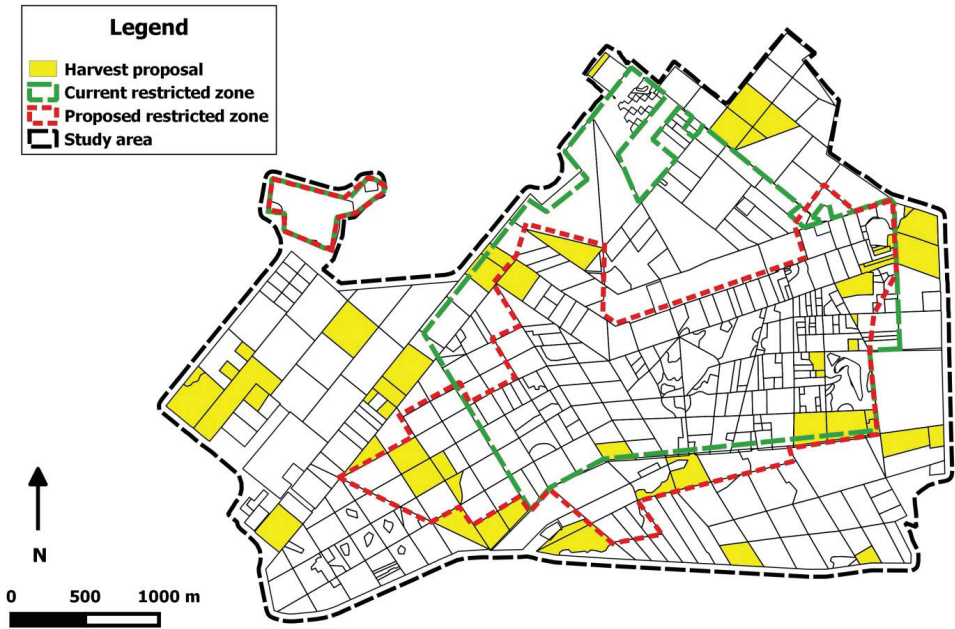 Legend
Harvest proposal
Current restricted zone
Proposed restricted zone
Study area
N
0 500 1000 m